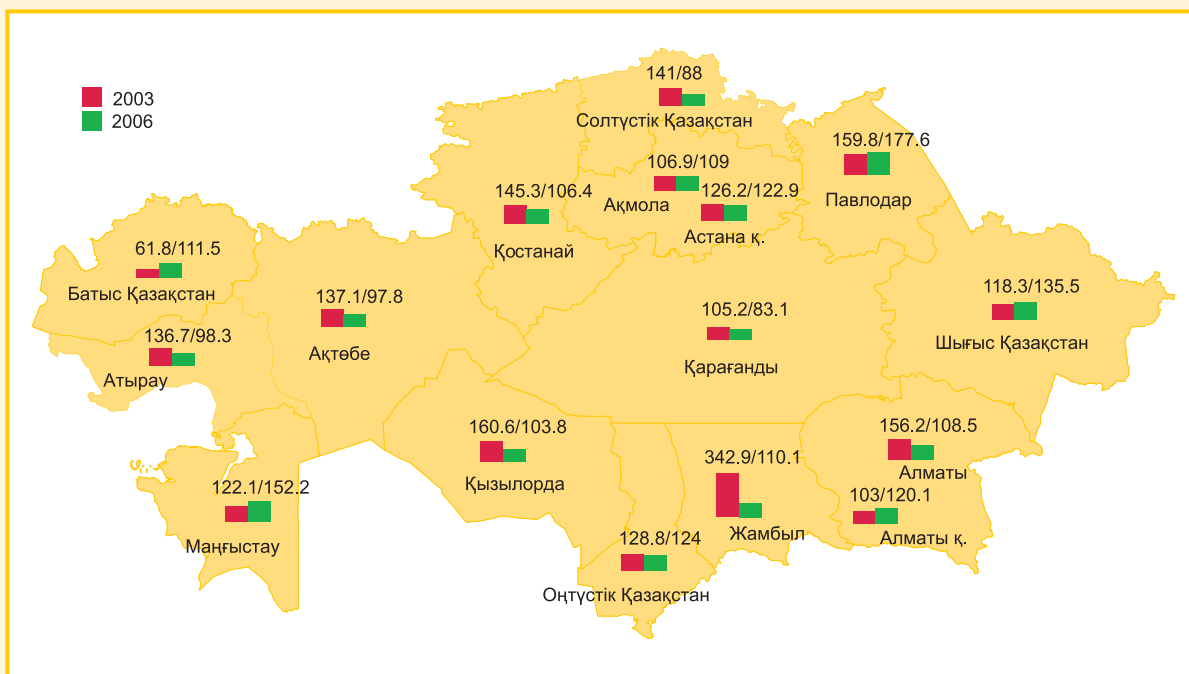 2003
2006
141/88
Солтүстік Қазақстан
159.8/177.6
Павлодар
106.9/109
Ақмола
126.2/122.9
Астана қ.
145.3/106.4
Қостанай
61.8/111.5
Батыс Қазақстан
137.1/97.8
Ақтөбе
105.2/83.1
Қарағанды
118.3/135.5
Шығыс Қазақстан
136.7/98.3
Атырау
160.6/103.8
Қызылорда
156.2/108.5
Алматы
342.9/110.1
Жамбыл
103/120.1
Алматы қ.
122.1/152.2
Маңғыстау
128.8/124
Оңтүстік Қазақстан